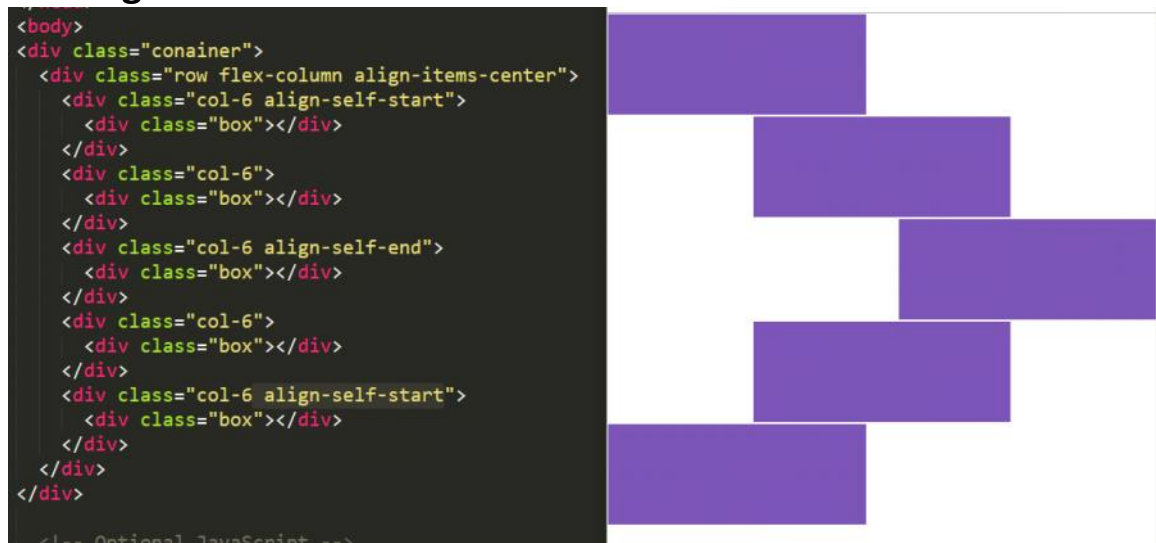 <body>
<div class="conainer">
<div class="row flex-column align-items-center">
<div class="col-6 align-self-start">
<div class="box"></div>
</div>
<div class="col-6">
<div class="box"></div>
</div>
<div class="col-6 align-self-end">
<div class="box"></div>
</div>
<div class="col-6">
<div class="box"></div>
</div>
<div class="col-6 align-self-start">
<div class="box"></div>
</div>
</div>
</div>
<!-- Optional JavaScript -->